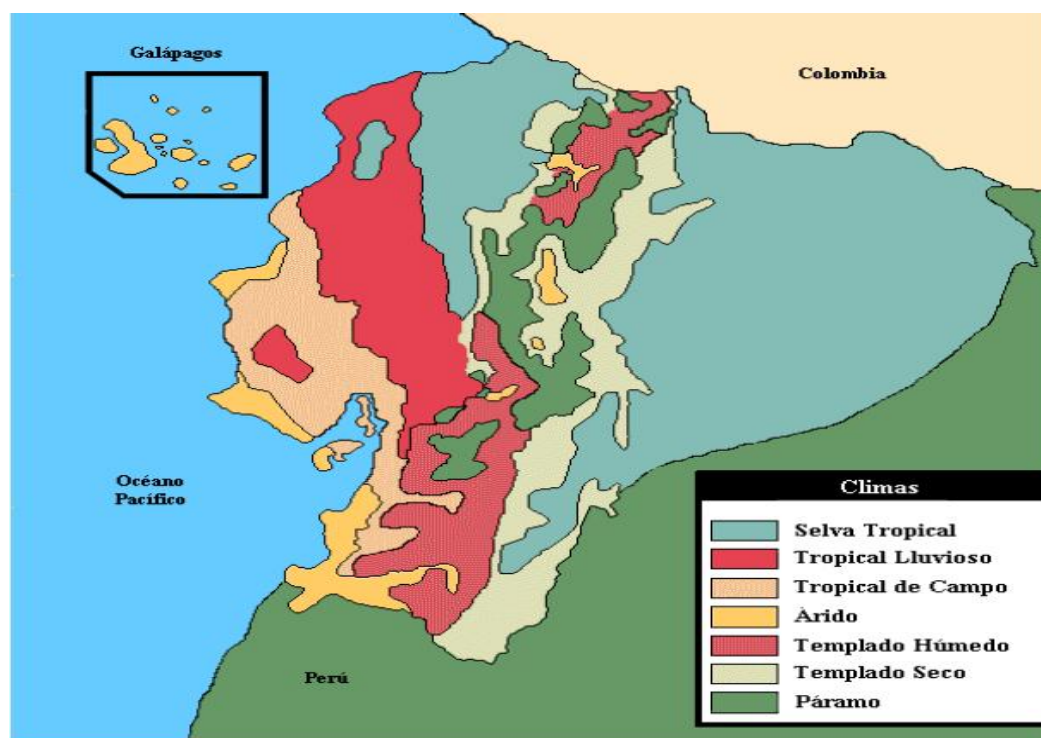 Galápagos
Colombia
Océano
Pacífico
Perú
Climas
Selva Tropical
Tropical Lluvioso
Tropical de Campo
Árido
Templado Húmedo
Templado Seco
Páramo